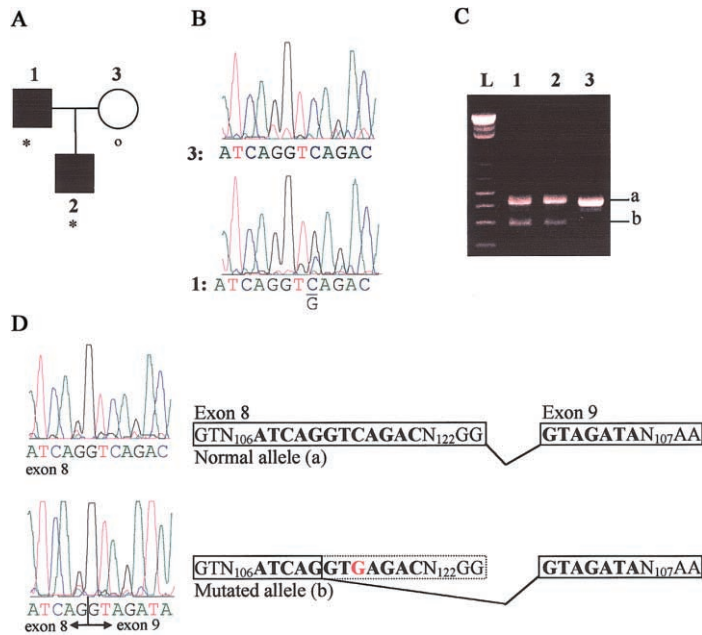 A
B
C
1
3
2
*
o
*
3:
ATCAGGTCAGAC
1:
ATCAGGTCAGAC
G
L 1 2 3
a
b
D
ATCAGGTCAGAC
exon 8
Exon 8
Exon 9
GTN106ATCAGGTCAGACN122GG
GTAGATAN107AA
Normal allele (a)
ATCAGGTAGATA
exon 8
exon 9
GTN106ATCAGGTGAGACN122GG
GTAGATAN107AA
Mutated allele (b)